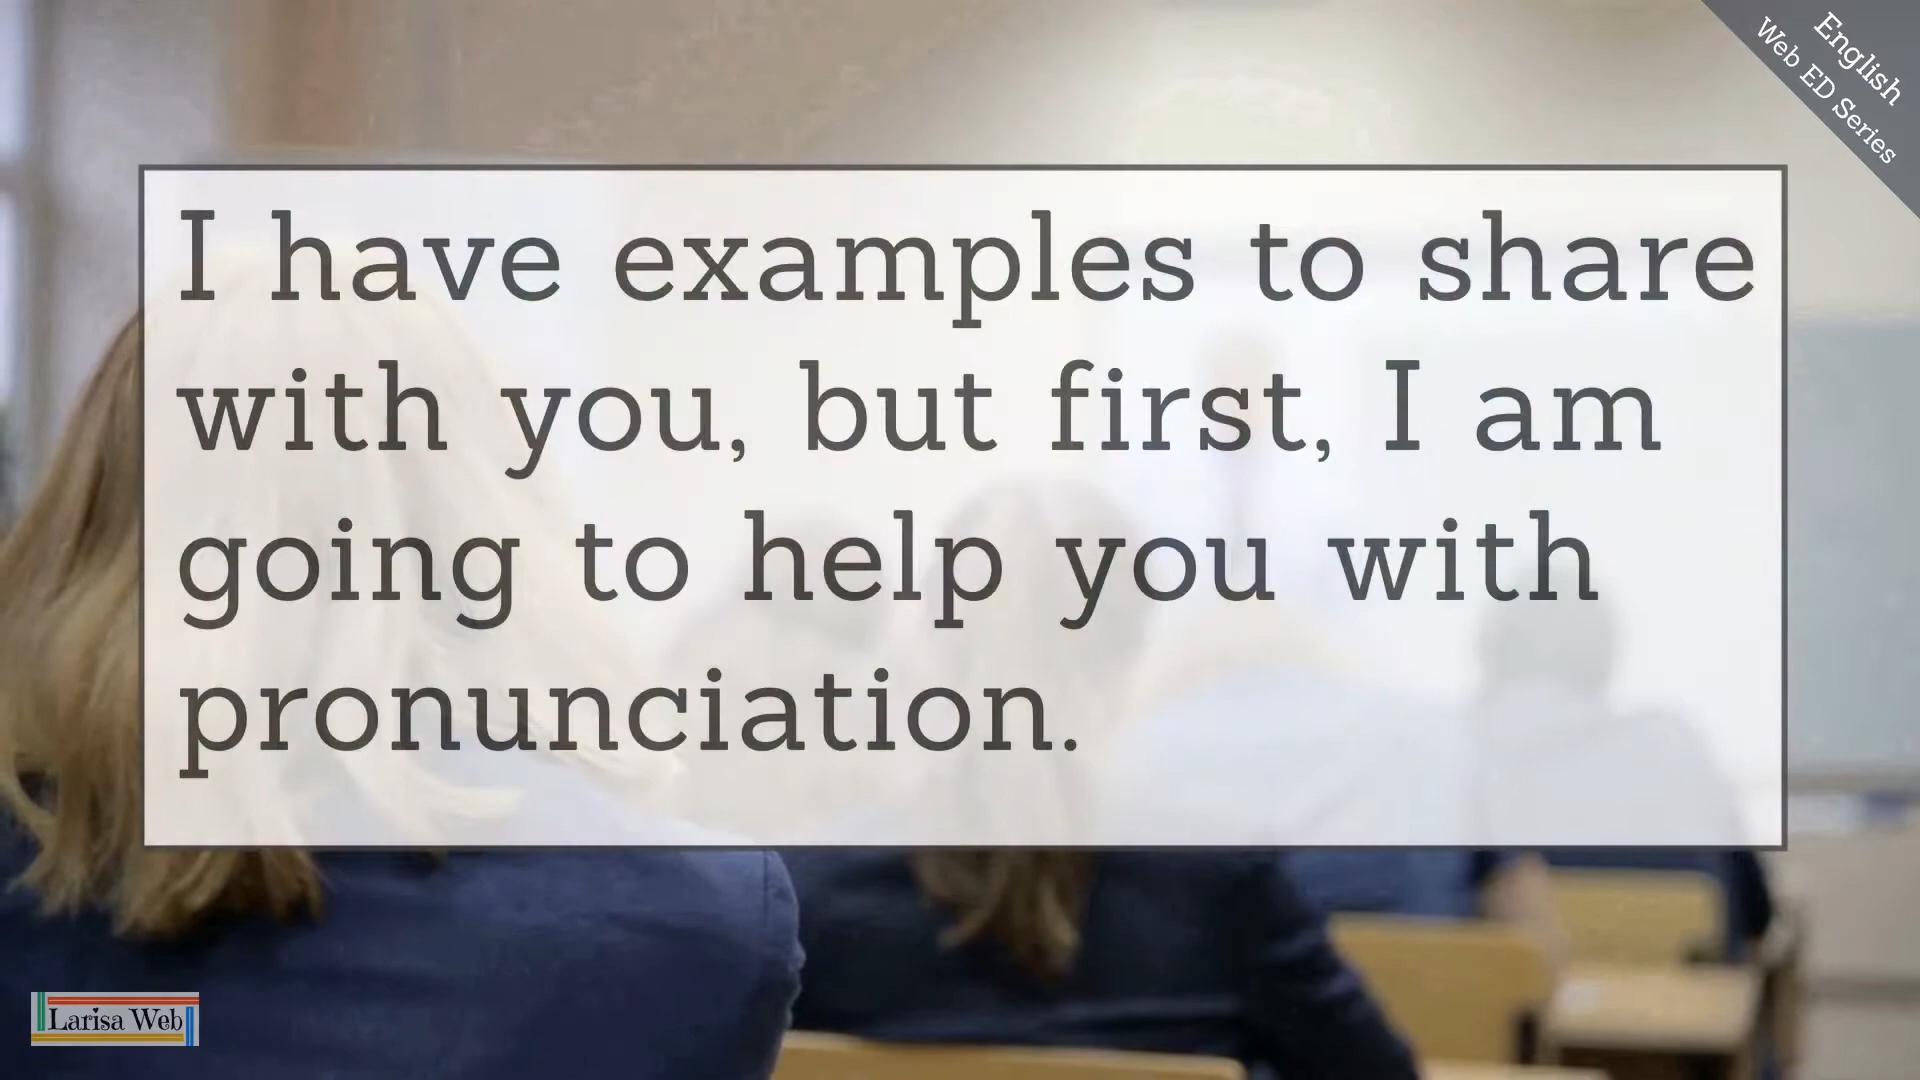 English
Web ED Series
I have examples to share
with you, but first, I am
going to help you with
pronunciation.
Larisa Web